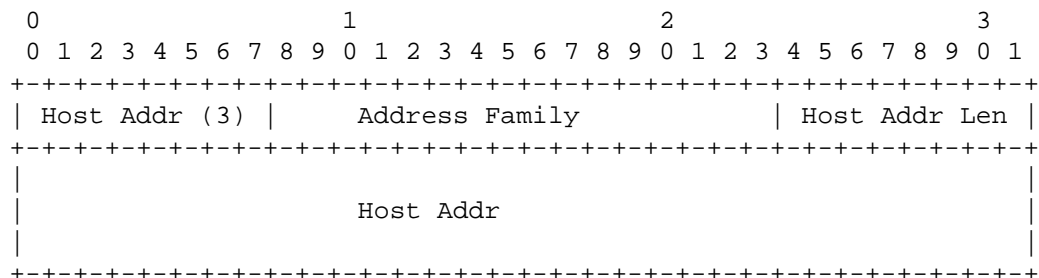 0                   1                   2                   3
 0 1 2 3 4 5 6 7 8 9 0 1 2 3 4 5 6 7 8 9 0 1 2 3 4 5 6 7 8 9 0 1
+-+-+-+-+-+-+-+-+-+-+-+-+-+-+-+-+-+-+-+-+-+-+-+-+-+-+-+-+-+-+-+-+
| Host Addr (3) |     Address Family            | Host Addr Len |
+-+-+-+-+-+-+-+-+-+-+-+-+-+-+-+-+-+-+-+-+-+-+-+-+-+-+-+-+-+-+-+-+
|                                                               |
|                     Host Addr                                 |
|                                                               |
+-+-+-+-+-+-+-+-+-+-+-+-+-+-+-+-+-+-+-+-+-+-+-+-+-+-+-+-+-+-+-+-+